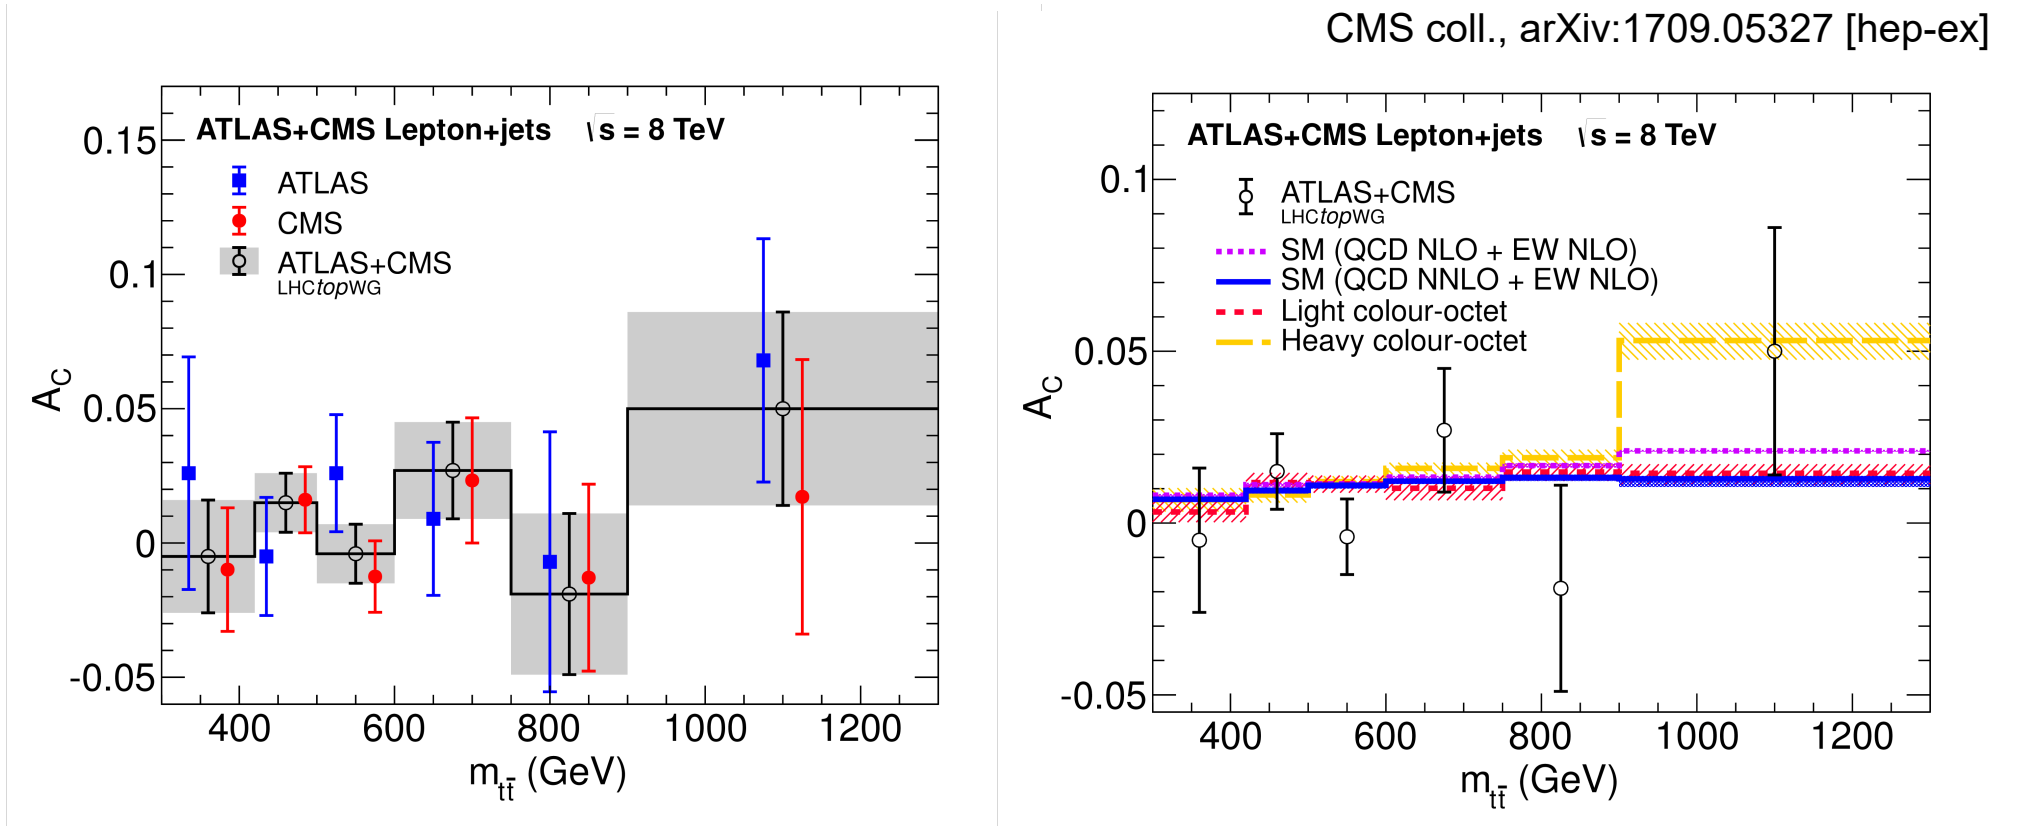 CMS coll., arXiv:1709.05327 [hep-ex]
ATLAS+CMS Lepton+jets √s = 8 TeV
ATLAS
CMS
ATLAS+CMS
LHCtopWG
0.15
0.1
0.05
0
-0.05
A_C
400 600 800 1000 1200
m_tt̄ (GeV)
ATLAS+CMS Lepton+jets √s = 8 TeV
ATLAS+CMS
LHCtopWG
SM (QCD NLO + EW NLO)
SM (QCD NNLO + EW NLO)
Light colour-octet
Heavy colour-octet
0.1
0.05
0
-0.05
A_C
400 600 800 1000 1200
m_tt̄ (GeV)